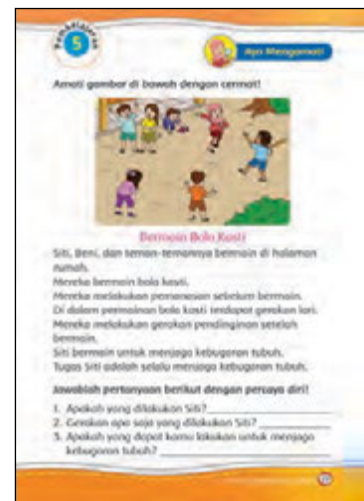 Pembelajaran
5
Ayo Mengamati
Amati gambar di bawah dengan cermat!
Bermain Bola Kasti
Siti, Beni, dan teman-temannya bermain di halaman
rumah.
Mereka bermain bola kasti.
Mereka melakukan pemanasan sebelum bermain.
Di dalam permainan bola kasti terdapat gerakan lari.
Mereka melakukan gerakan pendinginan setelah
bermain.
Siti bermain untuk menjaga kebugaran tubuh.
Tugas Siti adalah selalu menjaga kebugaran tubuh.
Jawablah pertanyaan berikut dengan percaya diri!
1. Apakah yang dilakukan Siti?
2. Gerakan apa saja yang dilakukan Siti?
3. Apakah yang dapat kamu lakukan untuk menjaga
kebugaran tubuh?